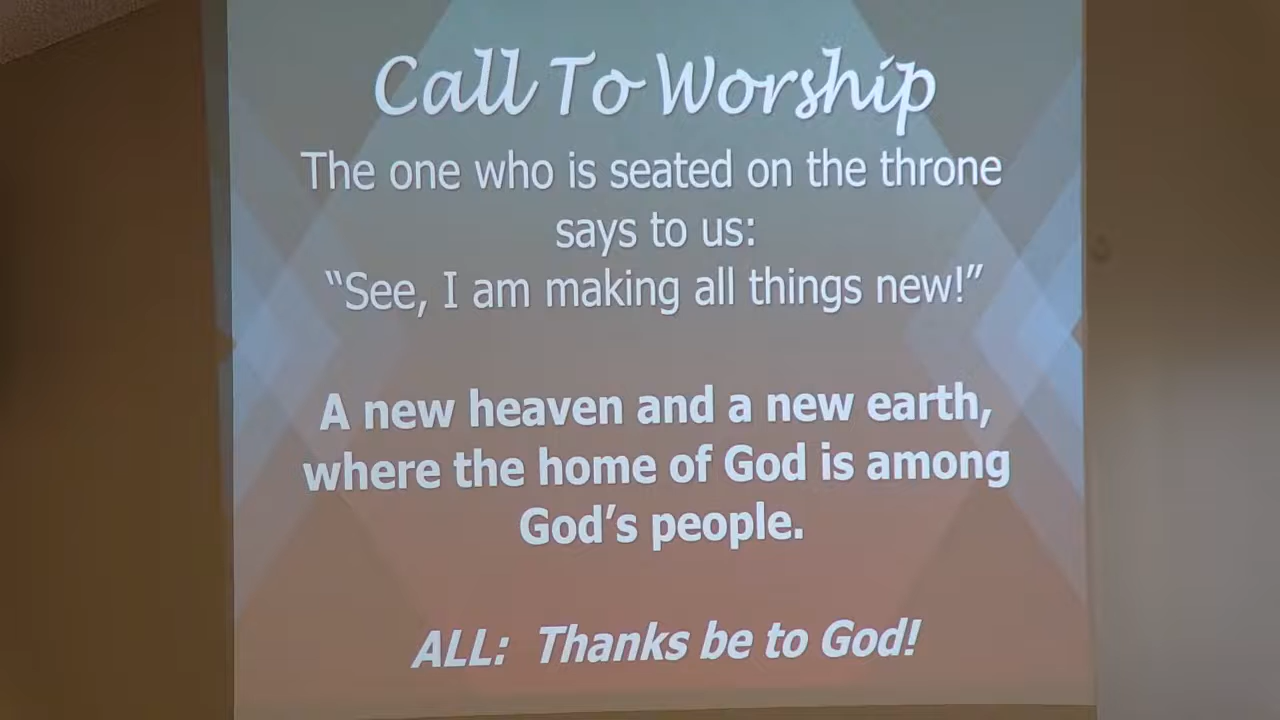 Call To Worship
The one who is seated on the throne
says to us:
“See, I am making all things new!”
A new heaven and a new earth,
where the home of God is among
God’s people.
ALL: Thanks be to God!